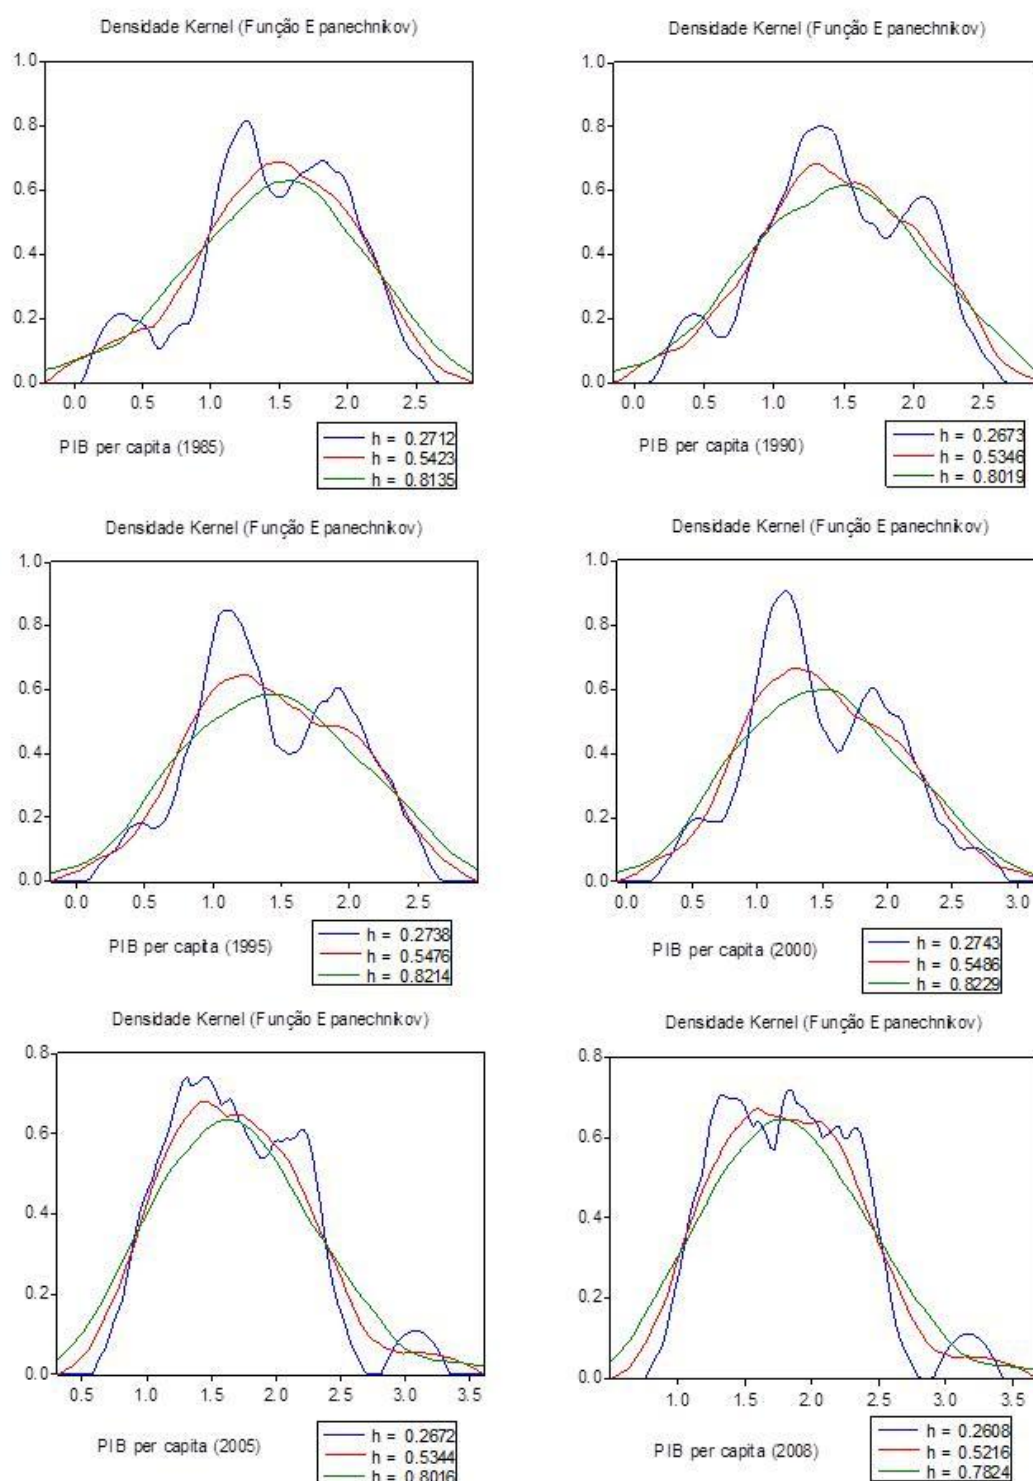 Densidade Kernel (Função Epanechnikov)
1.0
0.8
0.6
0.4
0.2
0.0
0.0 0.5 1.0 1.5 2.0 2.5
PIB per capita (1985)
h = 0.2712
h = 0.5423
h = 0.8135
Densidade Kernel (Função Epanechnikov)
1.0
0.8
0.6
0.4
0.2
0.0
0.0 0.5 1.0 1.5 2.0 2.5
PIB per capita (1990)
h = 0.2673
h = 0.5346
h = 0.8019
Densidade Kernel (Função Epanechnikov)
1.0
0.8
0.6
0.4
0.2
0.0
0.0 0.5 1.0 1.5 2.0 2.5
PIB per capita (1995)
h = 0.2738
h = 0.5476
h = 0.8214
Densidade Kernel (Função Epanechnikov)
1.0
0.8
0.6
0.4
0.2
0.0
0.0 0.5 1.0 1.5 2.0 2.5 3.0
PIB per capita (2000)
h = 0.2743
h = 0.5486
h = 0.8229
Densidade Kernel (Função Epanechnikov)
0.8
0.6
0.4
0.2
0.0
0.5 1.0 1.5 2.0 2.5 3.0 3.5
PIB per capita (2005)
h = 0.2672
h = 0.5344
h = 0.8016
Densidade Kernel (Função Epanechnikov)
0.8
0.6
0.4
0.2
0.0
1.0 1.5 2.0 2.5 3.0 3.5
PIB per capita (2008)
h = 0.2608
h = 0.5216
h = 0.7824